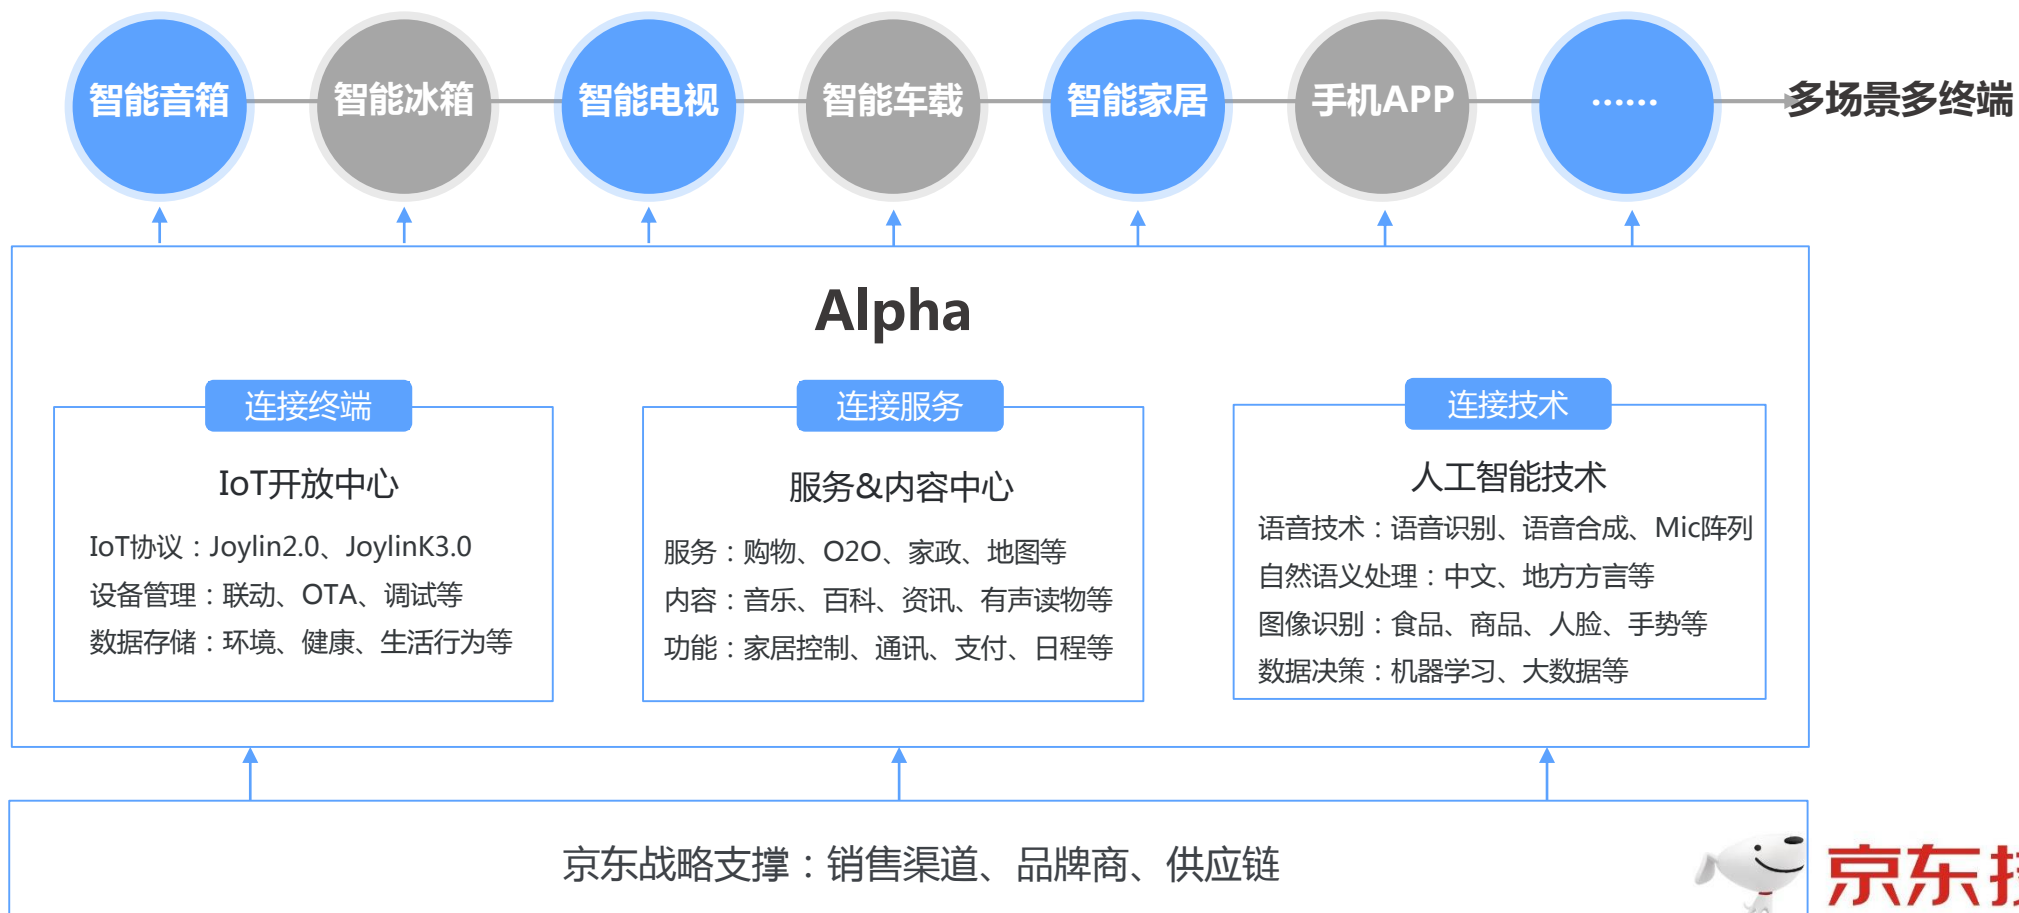 智能音箱
智能冰箱
智能电视
智能车载
智能家居
手机APP
······
多场景多终端
Alpha
连接终端
IoT开放中心
IoT协议：Joylin2.0、JoylinK3.0
设备管理：联动、OTA、调试等
数据存储：环境、健康、生活行为等
连接服务
服务&内容中心
服务：购物、O2O、家政、地图等
内容：音乐、百科、资讯、有声读物等
功能：家居控制、通讯、支付、日程等
连接技术
人工智能技术
语音技术：语音识别、语音合成、Mic阵列
自然语义处理：中文、地方方言等
图像识别：食品、商品、人脸、手势等
数据决策：机器学习、大数据等
京东战略支撑：销售渠道、品牌商、供应链
京东技